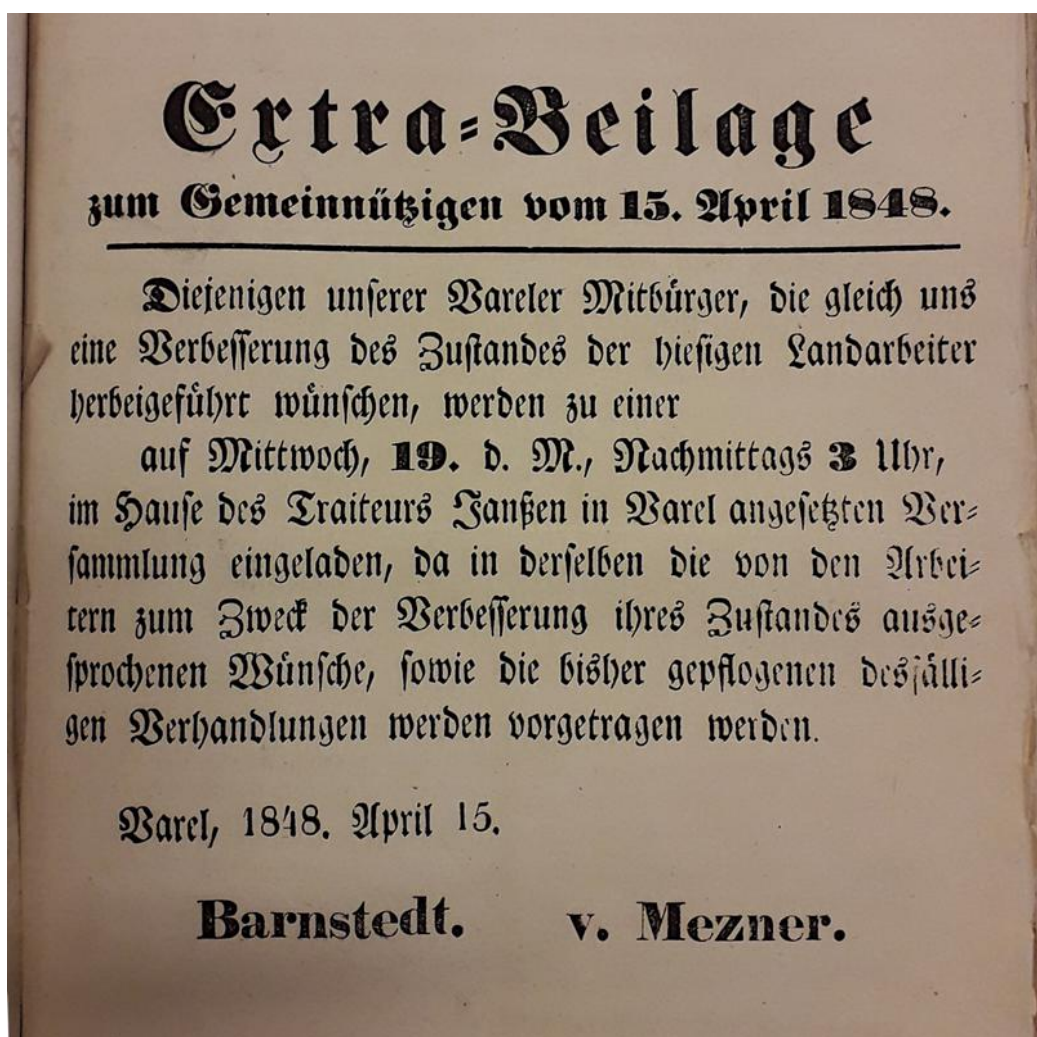 Extra-Beilage
zum Gemeinnützigen vom 15. April 1848.
Diejenigen unserer Vareler Mitbürger, die gleich uns
eine Verbesserung des Zustandes der hiesigen Landarbeiter
herbeigeführt wünschen, werden zu einer
auf Mittwoch, 19. d. M., Nachmittags 3 Uhr,
im Hause des Traiteurs Janßen in Varel angesetzten Ver-
sammlung eingeladen, da in derselben die von den Arbei-
tern zum Zweck der Verbesserung ihres Zustandes ausge-
sprochenen Wünsche, sowie die bisher gepflogenen desfälli-
gen Verhandlungen werden vorgetragen werden.
Varel, 1848. April 15.
Barnstedt. v. Mezner.